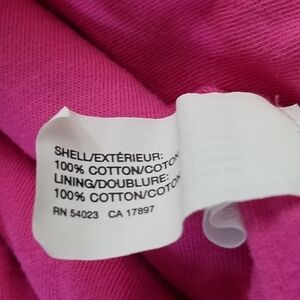 SHELL/EXTÉRIEUR:
100% COTTON/COTON
LINING/DOUBLURE:
100% COTTON/COTON
RN 54023 CA 17897